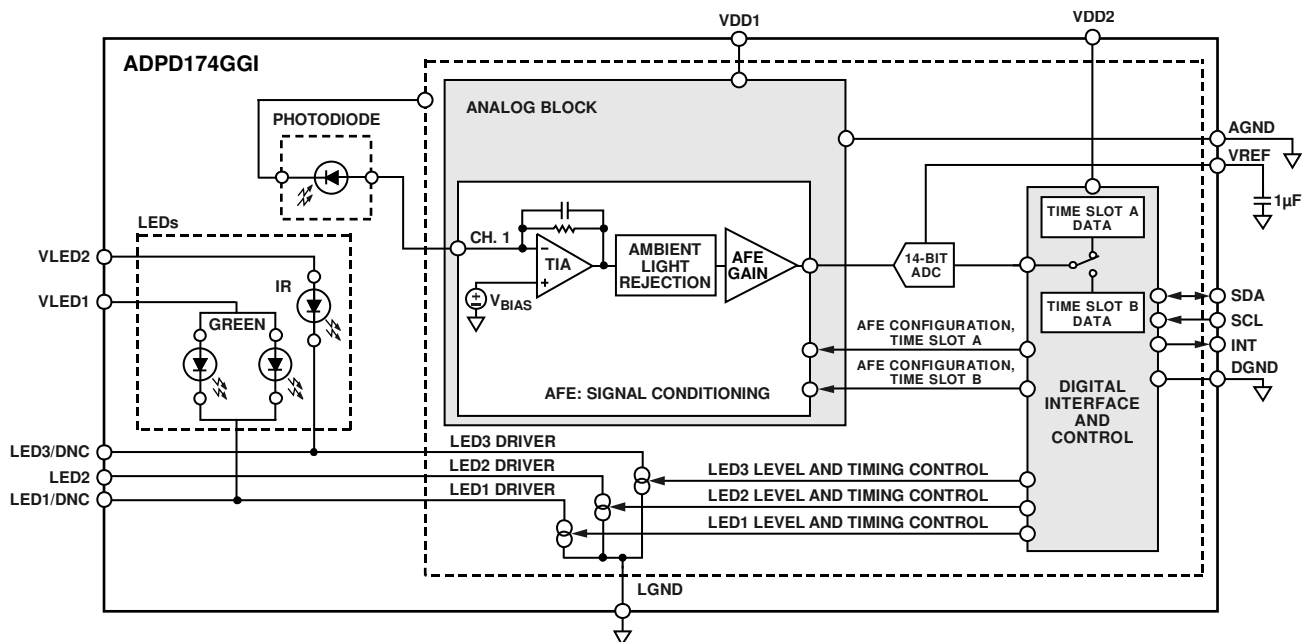 VDD1
VDD2
ADPD174GGI
ANALOG BLOCK
PHOTODIODE
AGND
VREF
1µF
LEDs
VLED2
VLED1
IR
GREEN
CH. 1
TIA
VBIAS
AMBIENT
LIGHT
REJECTION
AFE
GAIN
14-BIT
ADC
TIME SLOT A
DATA
TIME SLOT B
DATA
SDA
SCL
INT
DGND
AFE CONFIGURATION,
TIME SLOT A
AFE CONFIGURATION,
TIME SLOT B
AFE: SIGNAL CONDITIONING
DIGITAL
INTERFACE
AND
CONTROL
LED3/DNC
LED2
LED1/DNC
LED3 DRIVER
LED2 DRIVER
LED1 DRIVER
LED3 LEVEL AND TIMING CONTROL
LED2 LEVEL AND TIMING CONTROL
LED1 LEVEL AND TIMING CONTROL
LGND